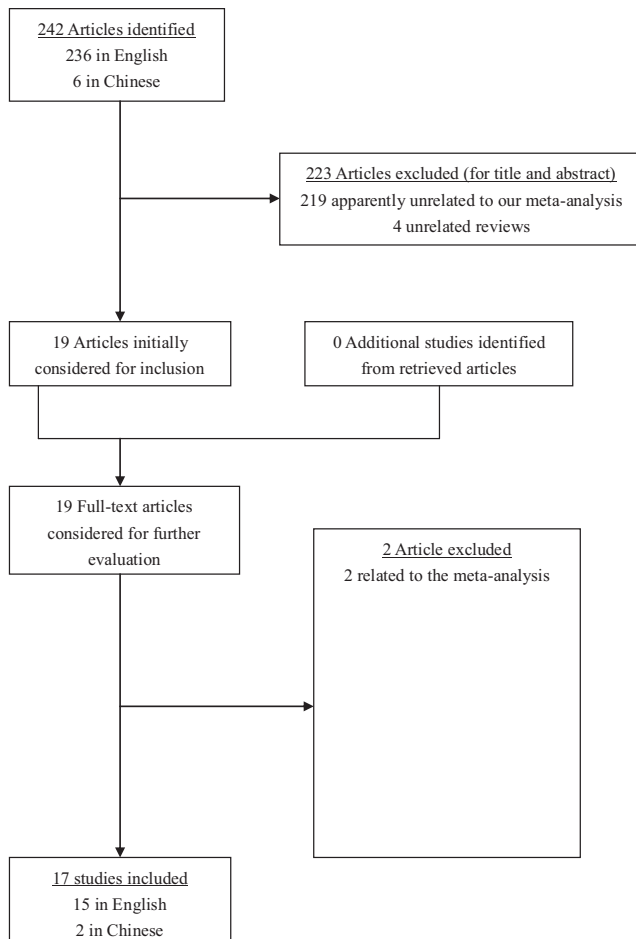 242 Articles identified
236 in English
6 in Chinese
223 Articles excluded (for title and abstract)
219 apparently unrelated to our meta-analysis
4 unrelated reviews
19 Articles initially
considered for inclusion
0 Additional studies identified
from retrieved articles
19 Full-text articles
considered for further
evaluation
2 Article excluded
2 related to the meta-analysis
17 studies included
15 in English
2 in Chinese